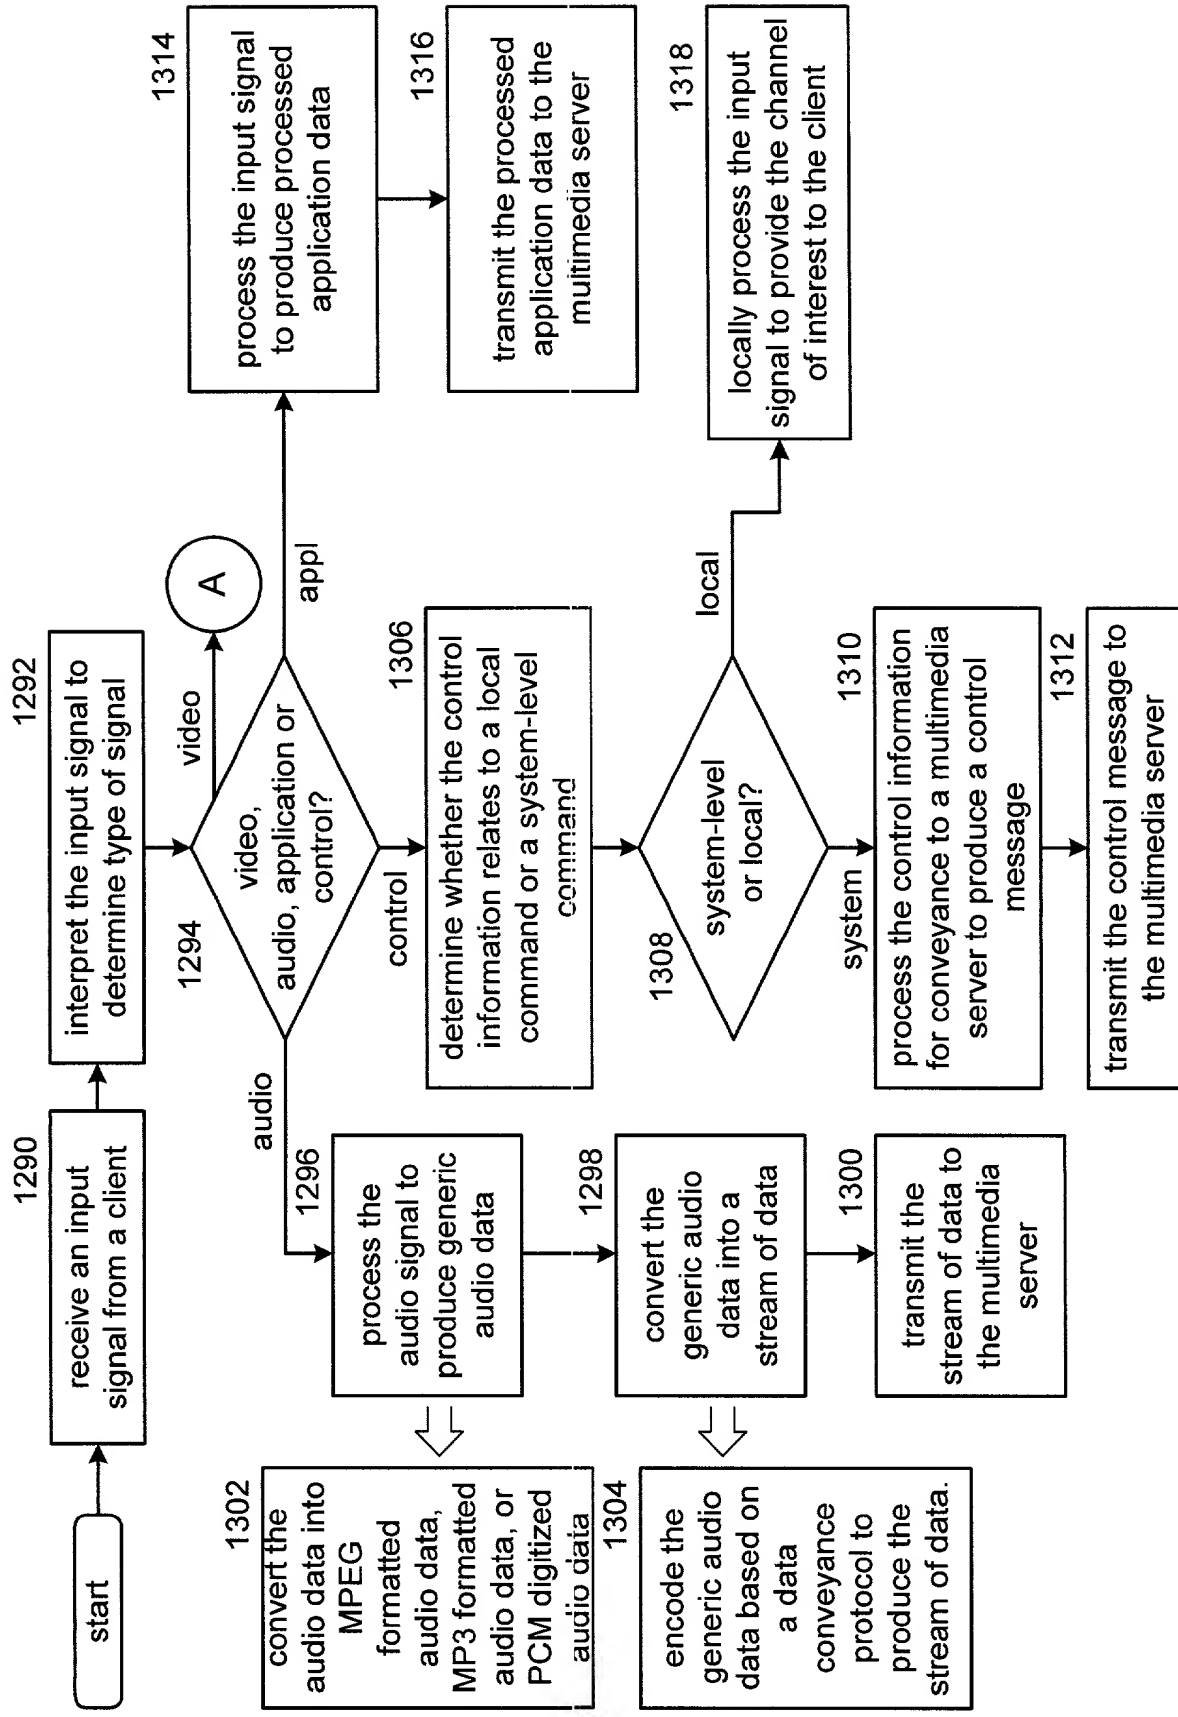 start
1290
receive an input
signal from a client
1292
interpret the input signal to
determine type of signal
1294
video,
audio, application or
control?
video
A
appl
audio
control
1314
process the input signal
to produce processed
application data
1316
transmit the processed
application data to the
multimedia server
1296
process the
audio signal to
produce generic
audio data
1298
convert the
generic audio
data into a
stream of data
1300
transmit the
stream of data to
the multimedia
server
1302
convert the
audio data into
MPEG
formatted
audio data,
MP3 formatted
audio data, or
PCM digitized
audio data
1304
encode the
generic audio
data based on
a data
conveyance
protocol to
produce the
stream of data.
1306
determine whether the control
information relates to a local
command or a system-level
command
1308
system-level
or local?
local
system
1318
locally process the input
signal to provide the channel
of interest to the client
1310
process the control information
for conveyance to a multimedia
server to produce a control
message
1312
transmit the control message to
the multimedia server